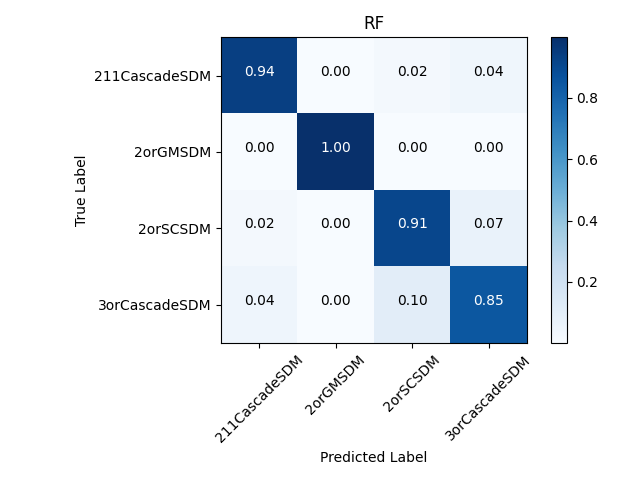 RF
211CascadeSDM 0.94 0.00 0.02 0.04
2orGMSDM 0.00 1.00 0.00 0.00
2orSCSDM 0.02 0.00 0.91 0.07
3orCascadeSDM 0.04 0.00 0.10 0.85
True Label
211CascadeSDM
2orGMSDM
2orSCSDM
3orCascadeSDM
Predicted Label
0.8
0.6
0.4
0.2